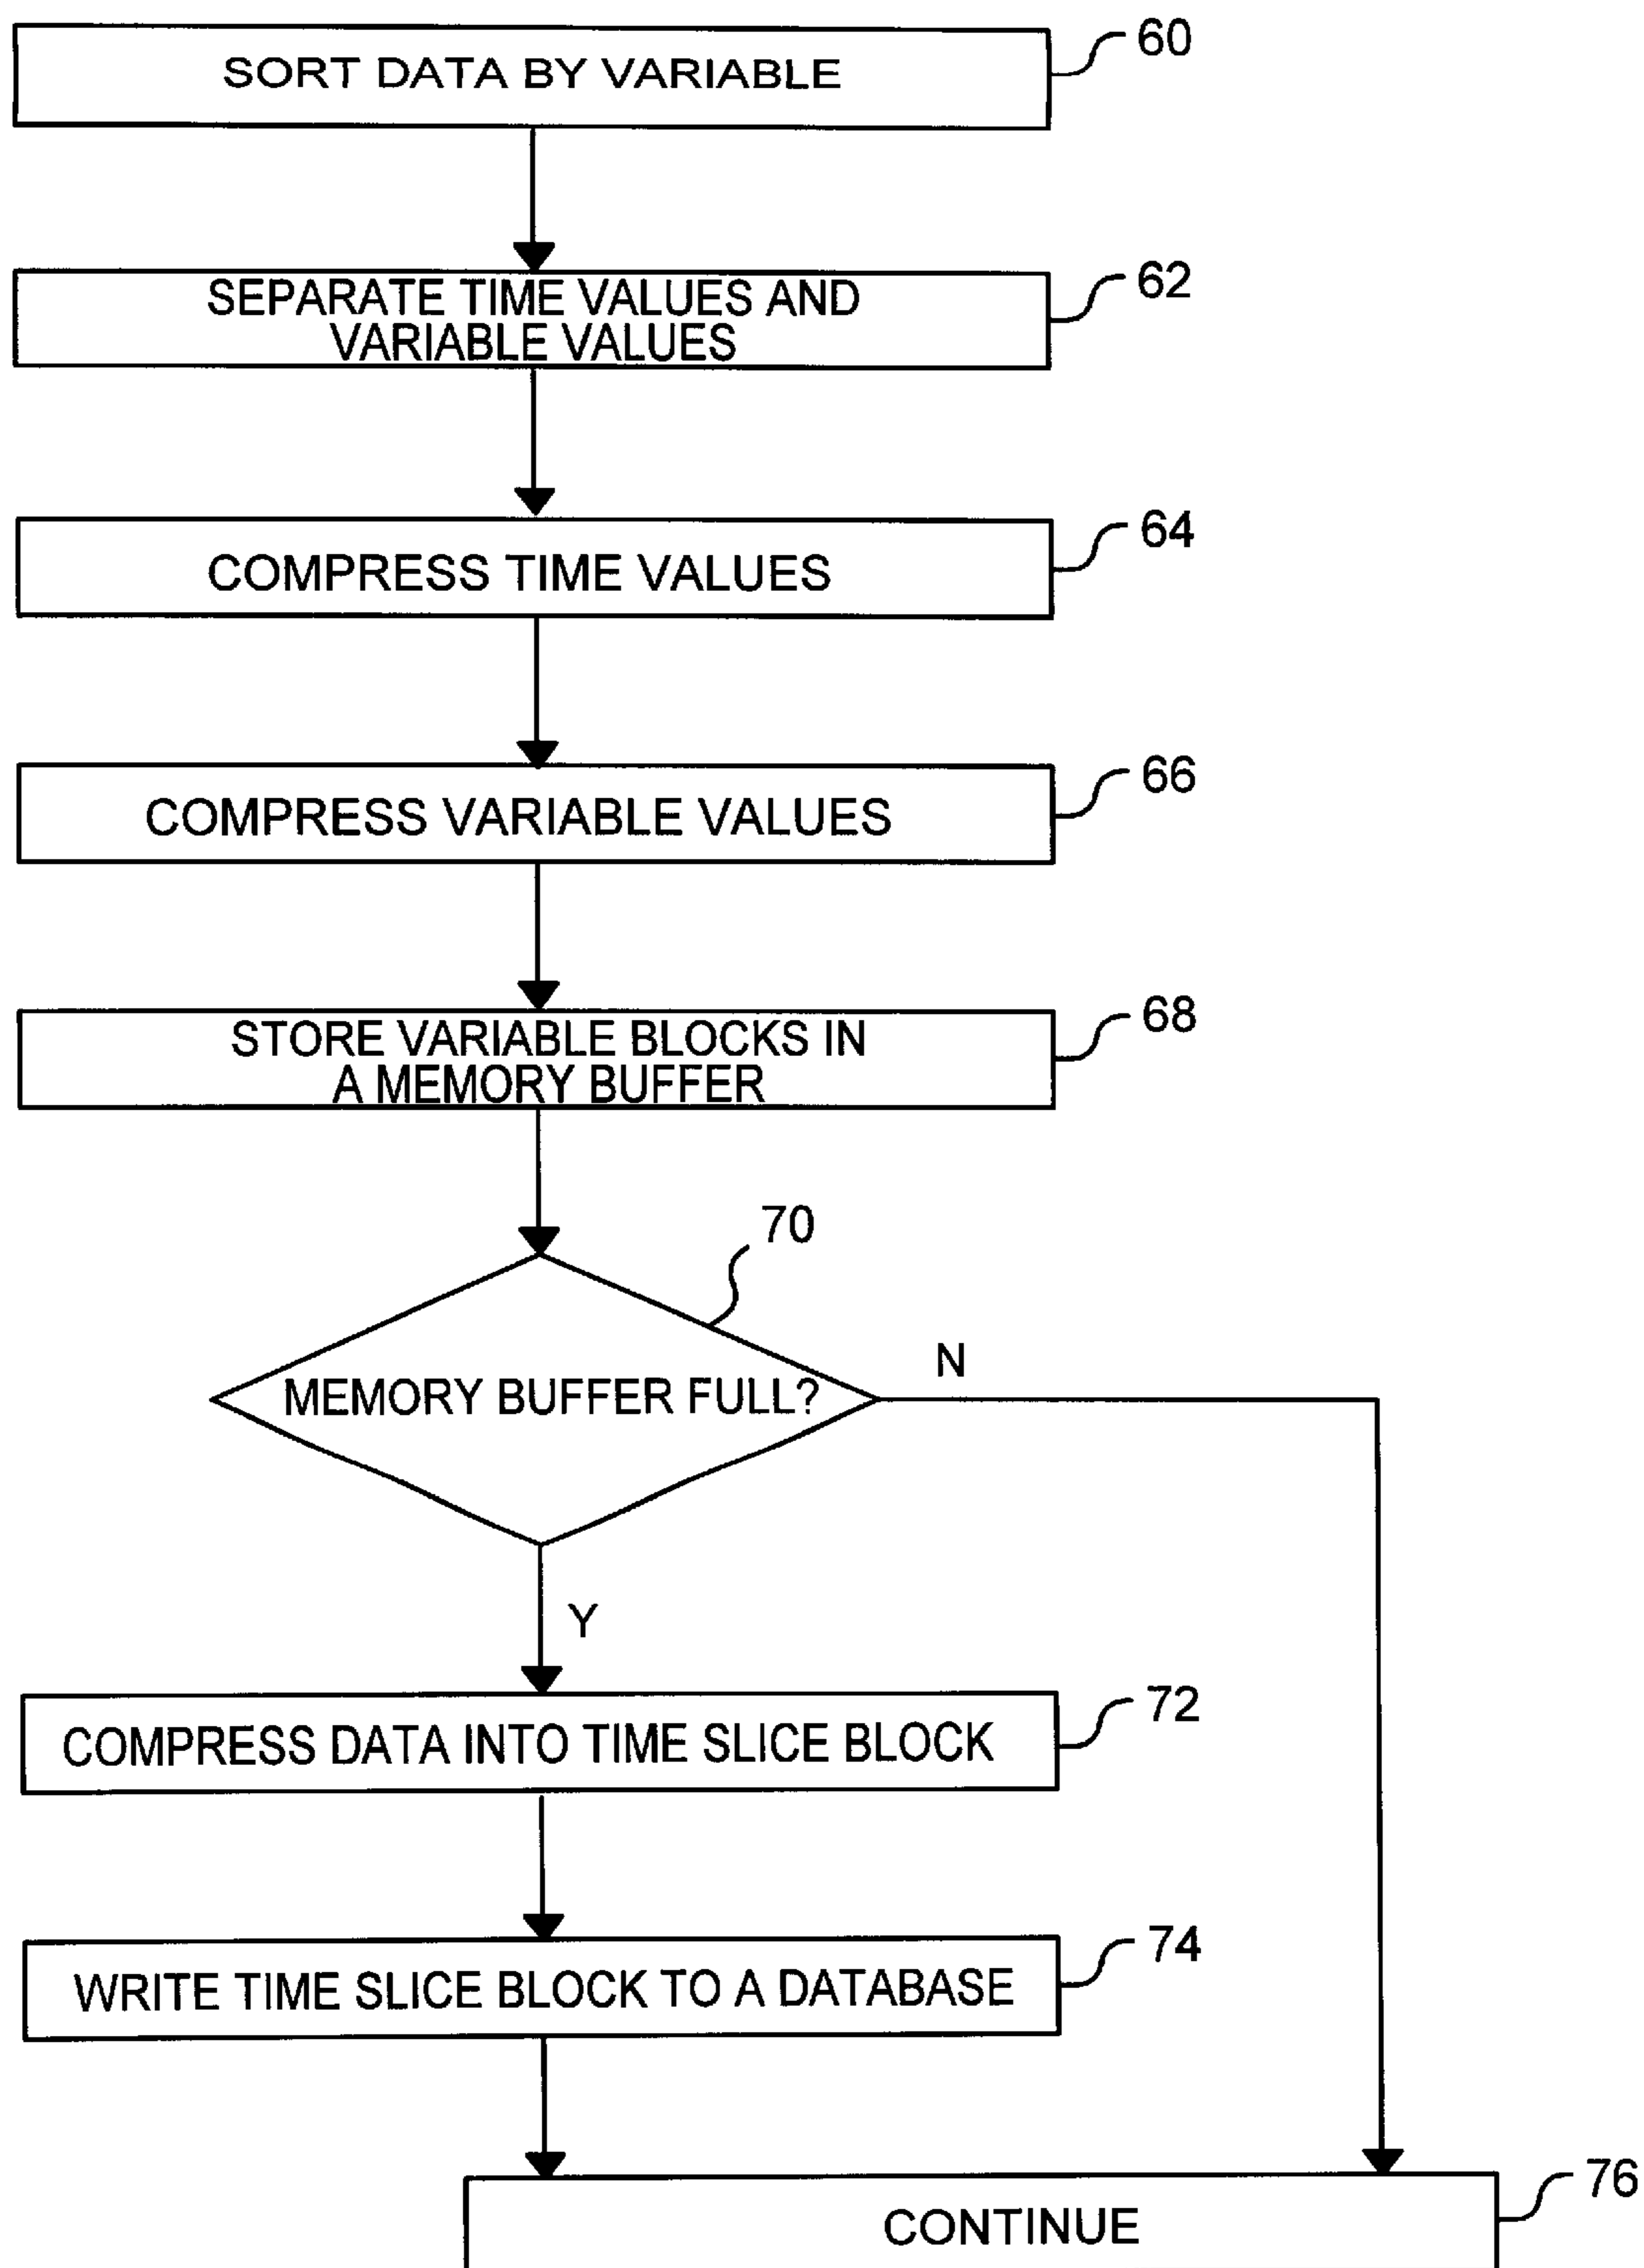 SORT DATA BY VARIABLE
60
SEPARATE TIME VALUES AND
VARIABLE VALUES
62
COMPRESS TIME VALUES
64
COMPRESS VARIABLE VALUES
66
STORE VARIABLE BLOCKS IN
A MEMORY BUFFER
68
70
MEMORY BUFFER FULL?
N
Y
COMPRESS DATA INTO TIME SLICE BLOCK
72
WRITE TIME SLICE BLOCK TO A DATABASE
74
CONTINUE
76